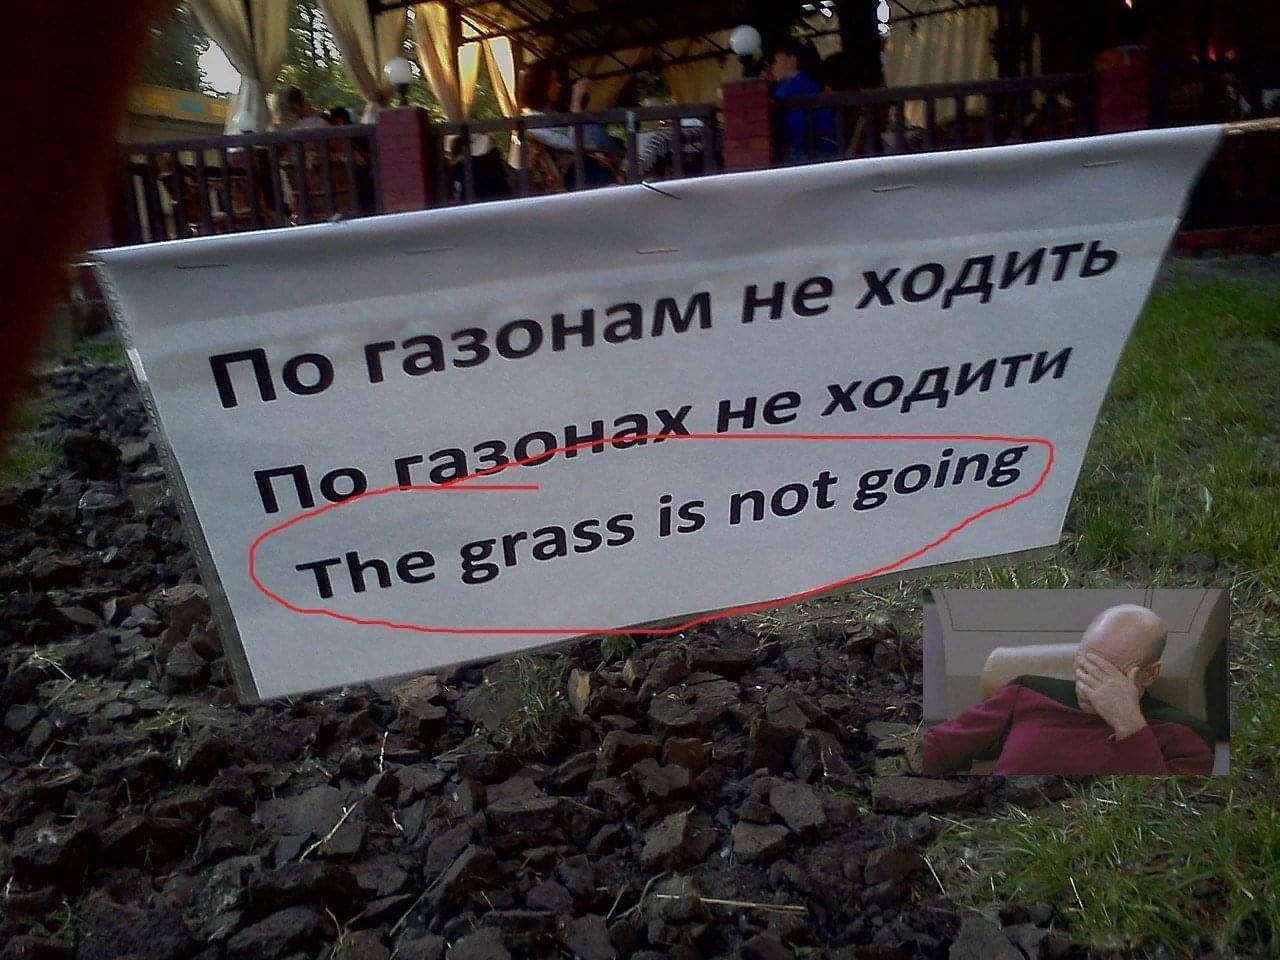 По газонам не ходить
По газонах не ходити
The grass is not going